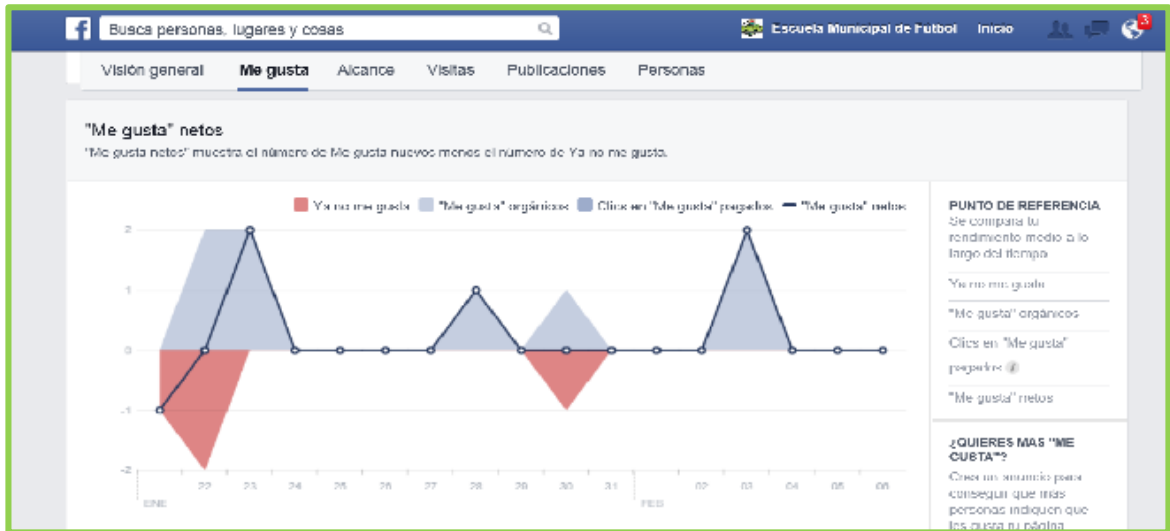 f Busca personas, lugares y cosas Escuela Municipal de Futbol Inicio 3
Visión general Me gusta Alcance Visitas Publicaciones Personas
"Me gusta" netos
"Me gusta netos" muestra el número de Me gusta nuevos menos el número de Ya no me gusta.
Ya no me gusta "Me gusta" orgánicos Clics en "Me gusta" pagados "Me gusta" netos
2
1
0
-1
-2
22 23 24 25 26 27 28 29 30 31 02 03 04 05 06
ENE FEB
PUNTO DE REFERENCIA
Se compara tu
rendimiento medio a lo
largo del tiempo
Ya no me gusta
"Me gusta" orgánicos
Clics en "Me gusta"
pagados i
"Me gusta" netos
¿QUIERES MAS "ME
GUSTA"?
Crea un anuncio para
conseguir que más
personas indiquen que
les gusta tu página